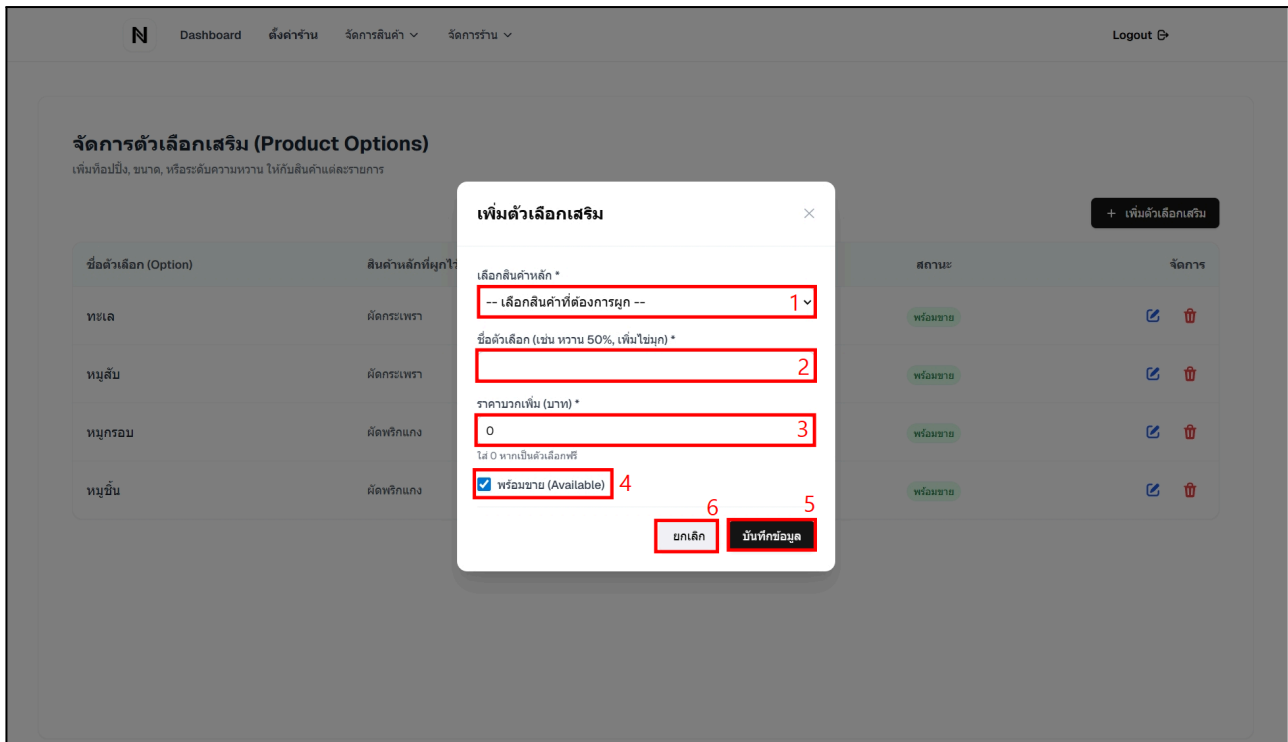 N Dashboard ตั้งค่าร้าน จัดการสินค้า จัดการร้าน Logout
จัดการตัวเลือกเสริม (Product Options)
เพิ่มท็อปปิ้ง, ขนาด, หรือระดับความหวาน ให้กับสินค้าแต่ละรายการ
+ เพิ่มตัวเลือกเสริม
ชื่อตัวเลือก (Option) สินค้าหลักที่ผูกไว้ สถานะ จัดการ
ทะเล ผัดกระเพรา พร้อมขาย
หมูสับ ผัดกระเพรา พร้อมขาย
หมูกรอบ ผัดพริกแกง พร้อมขาย
หมูชิ้น ผัดพริกแกง พร้อมขาย
เพิ่มตัวเลือกเสริม
เลือกสินค้าหลัก *
-- เลือกสินค้าที่ต้องการผูก -- 1
ชื่อตัวเลือก (เช่น หวาน 50%, เพิ่มไข่มุก) *
2
ราคาบวกเพิ่ม (บาท) *
0 3
ใส่ 0 หากเป็นตัวเลือกฟรี
พร้อมขาย (Available) 4
6 5
ยกเลิก บันทึกข้อมูล